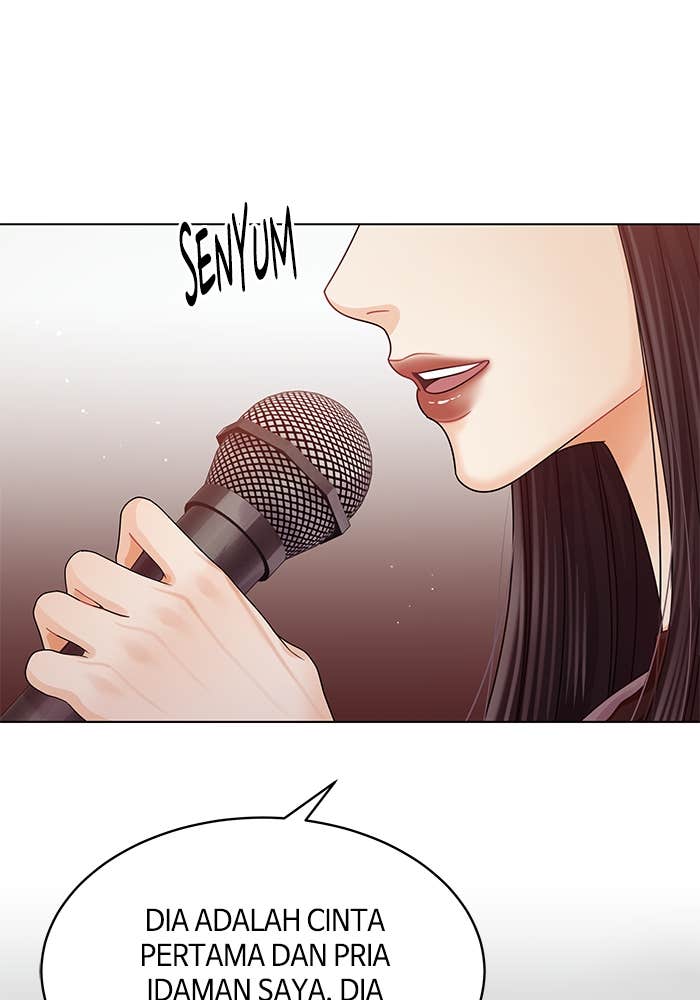 SENYUM
DIA ADALAH CINTA
PERTAMA DAN PRIA
IDAMAN SAYA. DIA